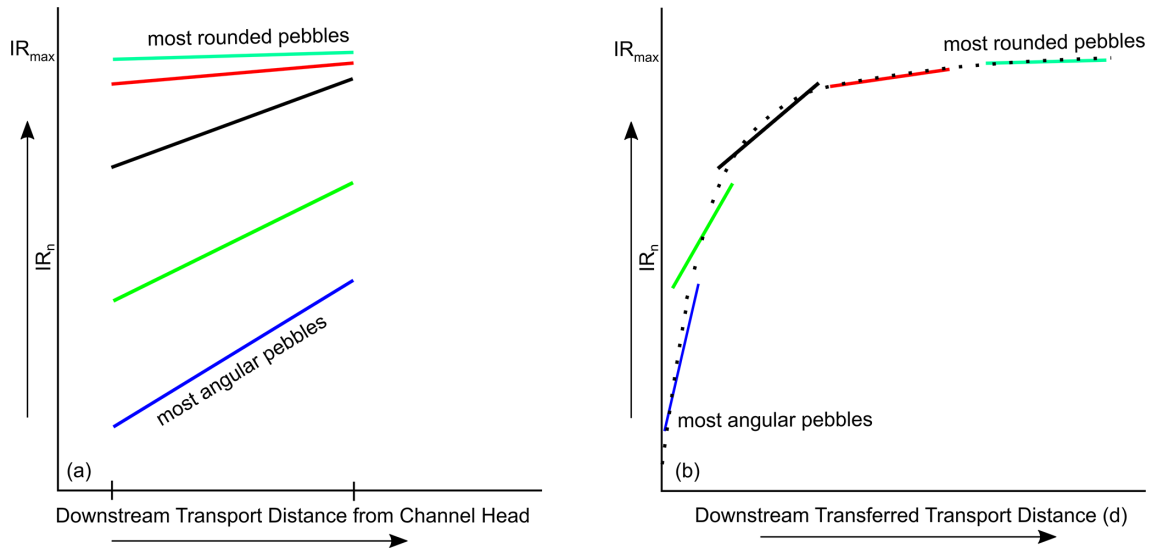 most rounded pebbles
IRmax
IRn
most angular pebbles
(a)
Downstream Transport Distance from Channel Head
most rounded pebbles
IRmax
IRn
most angular pebbles
(b)
Downstream Transferred Transport Distance (d)